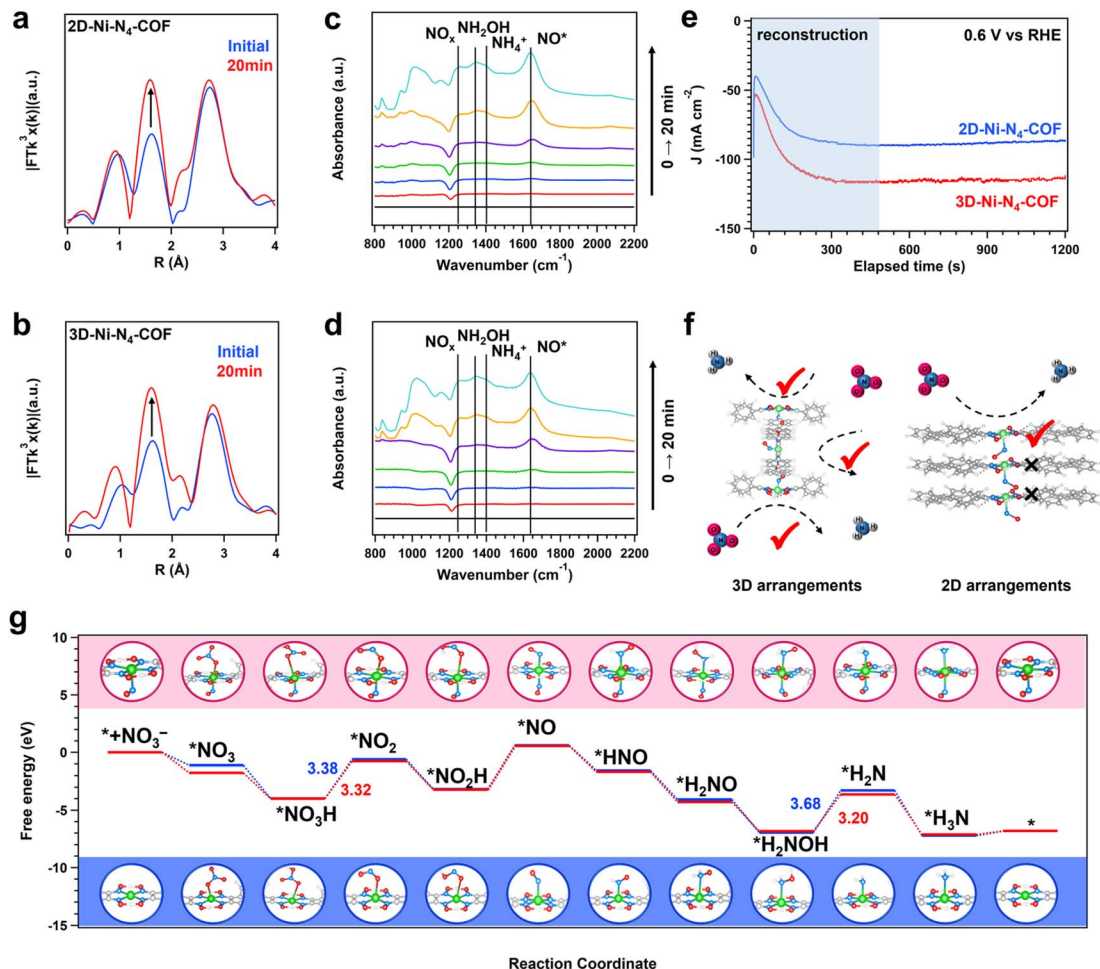 a
2D-Ni-N₄-COF
Initial
20min
|FTk ³ x(k)|(a.u.)
0 1 2 3 4
R (Å)
b
3D-Ni-N₄-COF
Initial
20min
|FTk ³ x(k)|(a.u.)
0 1 2 3 4
R (Å)
c
NOₓ NH₂OH NH₄⁺ NO*
Absorbance (a.u.)
0 → 20 min
800 1000 1200 1400 1600 1800 2000 2200
Wavenumber (cm⁻¹)
d
NOₓ NH₂OH NH₄⁺ NO*
Absorbance (a.u.)
0 → 20 min
800 1000 1200 1400 1600 1800 2000 2200
Wavenumber (cm⁻¹)
e
reconstruction
0.6 V vs RHE
2D-Ni-N₄-COF
3D-Ni-N₄-COF
J (mA cm⁻²)
0
-50
-100
-150
0 300 600 900 1200
Elapsed time (s)
f
H H H N
O O O N
O O O N
H H H N
O O O N
H H H N
3D arrangements
2D arrangements
g
Free energy (eV)
10
5
0
-5
-10
-15
*+NO₃⁻
*NO₃
*NO₃H
3.38
3.32
*NO₂
*NO₂H
*NO
*HNO
*H₂NO
*H₂NOH
3.68
3.20
*H₂N
*H₃N
*
Reaction Coordinate